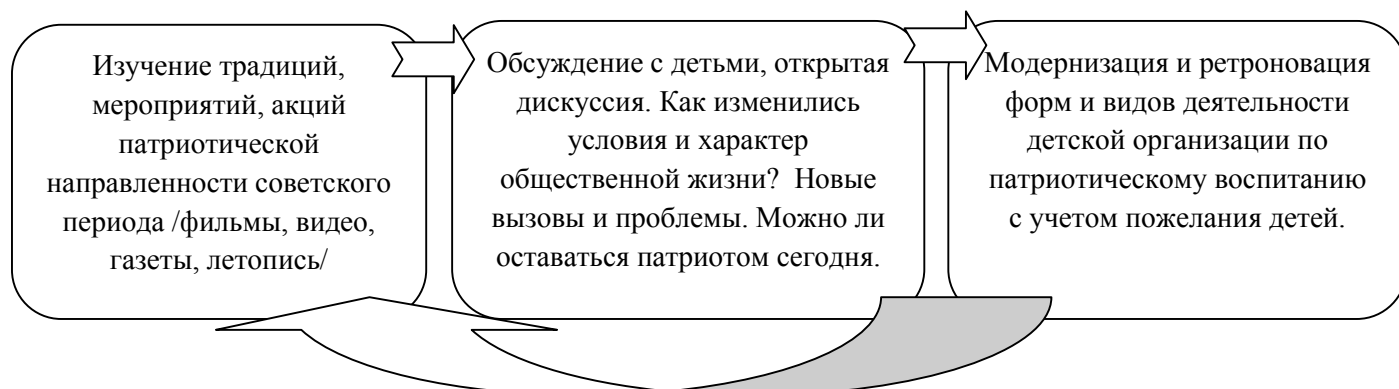 Изучение традиций,
мероприятий, акций
патриотической
направленности советского
периода /фильмы, видео,
газеты, летопись/
Обсуждение с детьми, открытая
дискуссия. Как изменились
условия и характер
общественной жизни?  Новые
вызовы и проблемы. Можно ли
оставаться патриотом сегодня.
Модернизация и ретроновация
форм и видов деятельности
детской организации по
патриотическому воспитанию
с учетом пожелания детей.